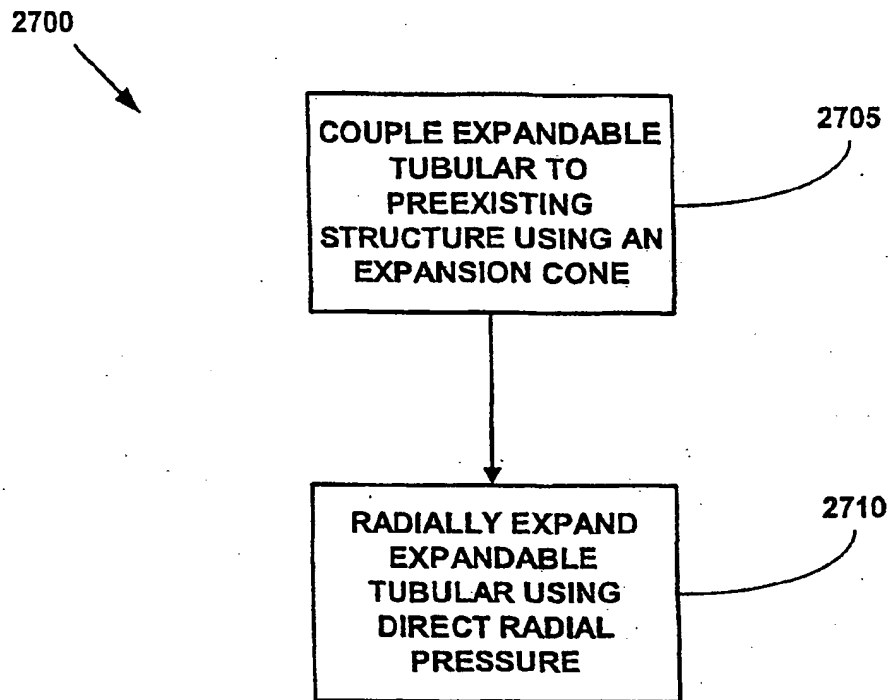 2700
COUPLE EXPANDABLE
TUBULAR TO
PREEXISTING
STRUCTURE USING AN
EXPANSION CONE
2705
RADIALLY EXPAND
EXPANDABLE
TUBULAR USING
DIRECT RADIAL
PRESSURE
2710